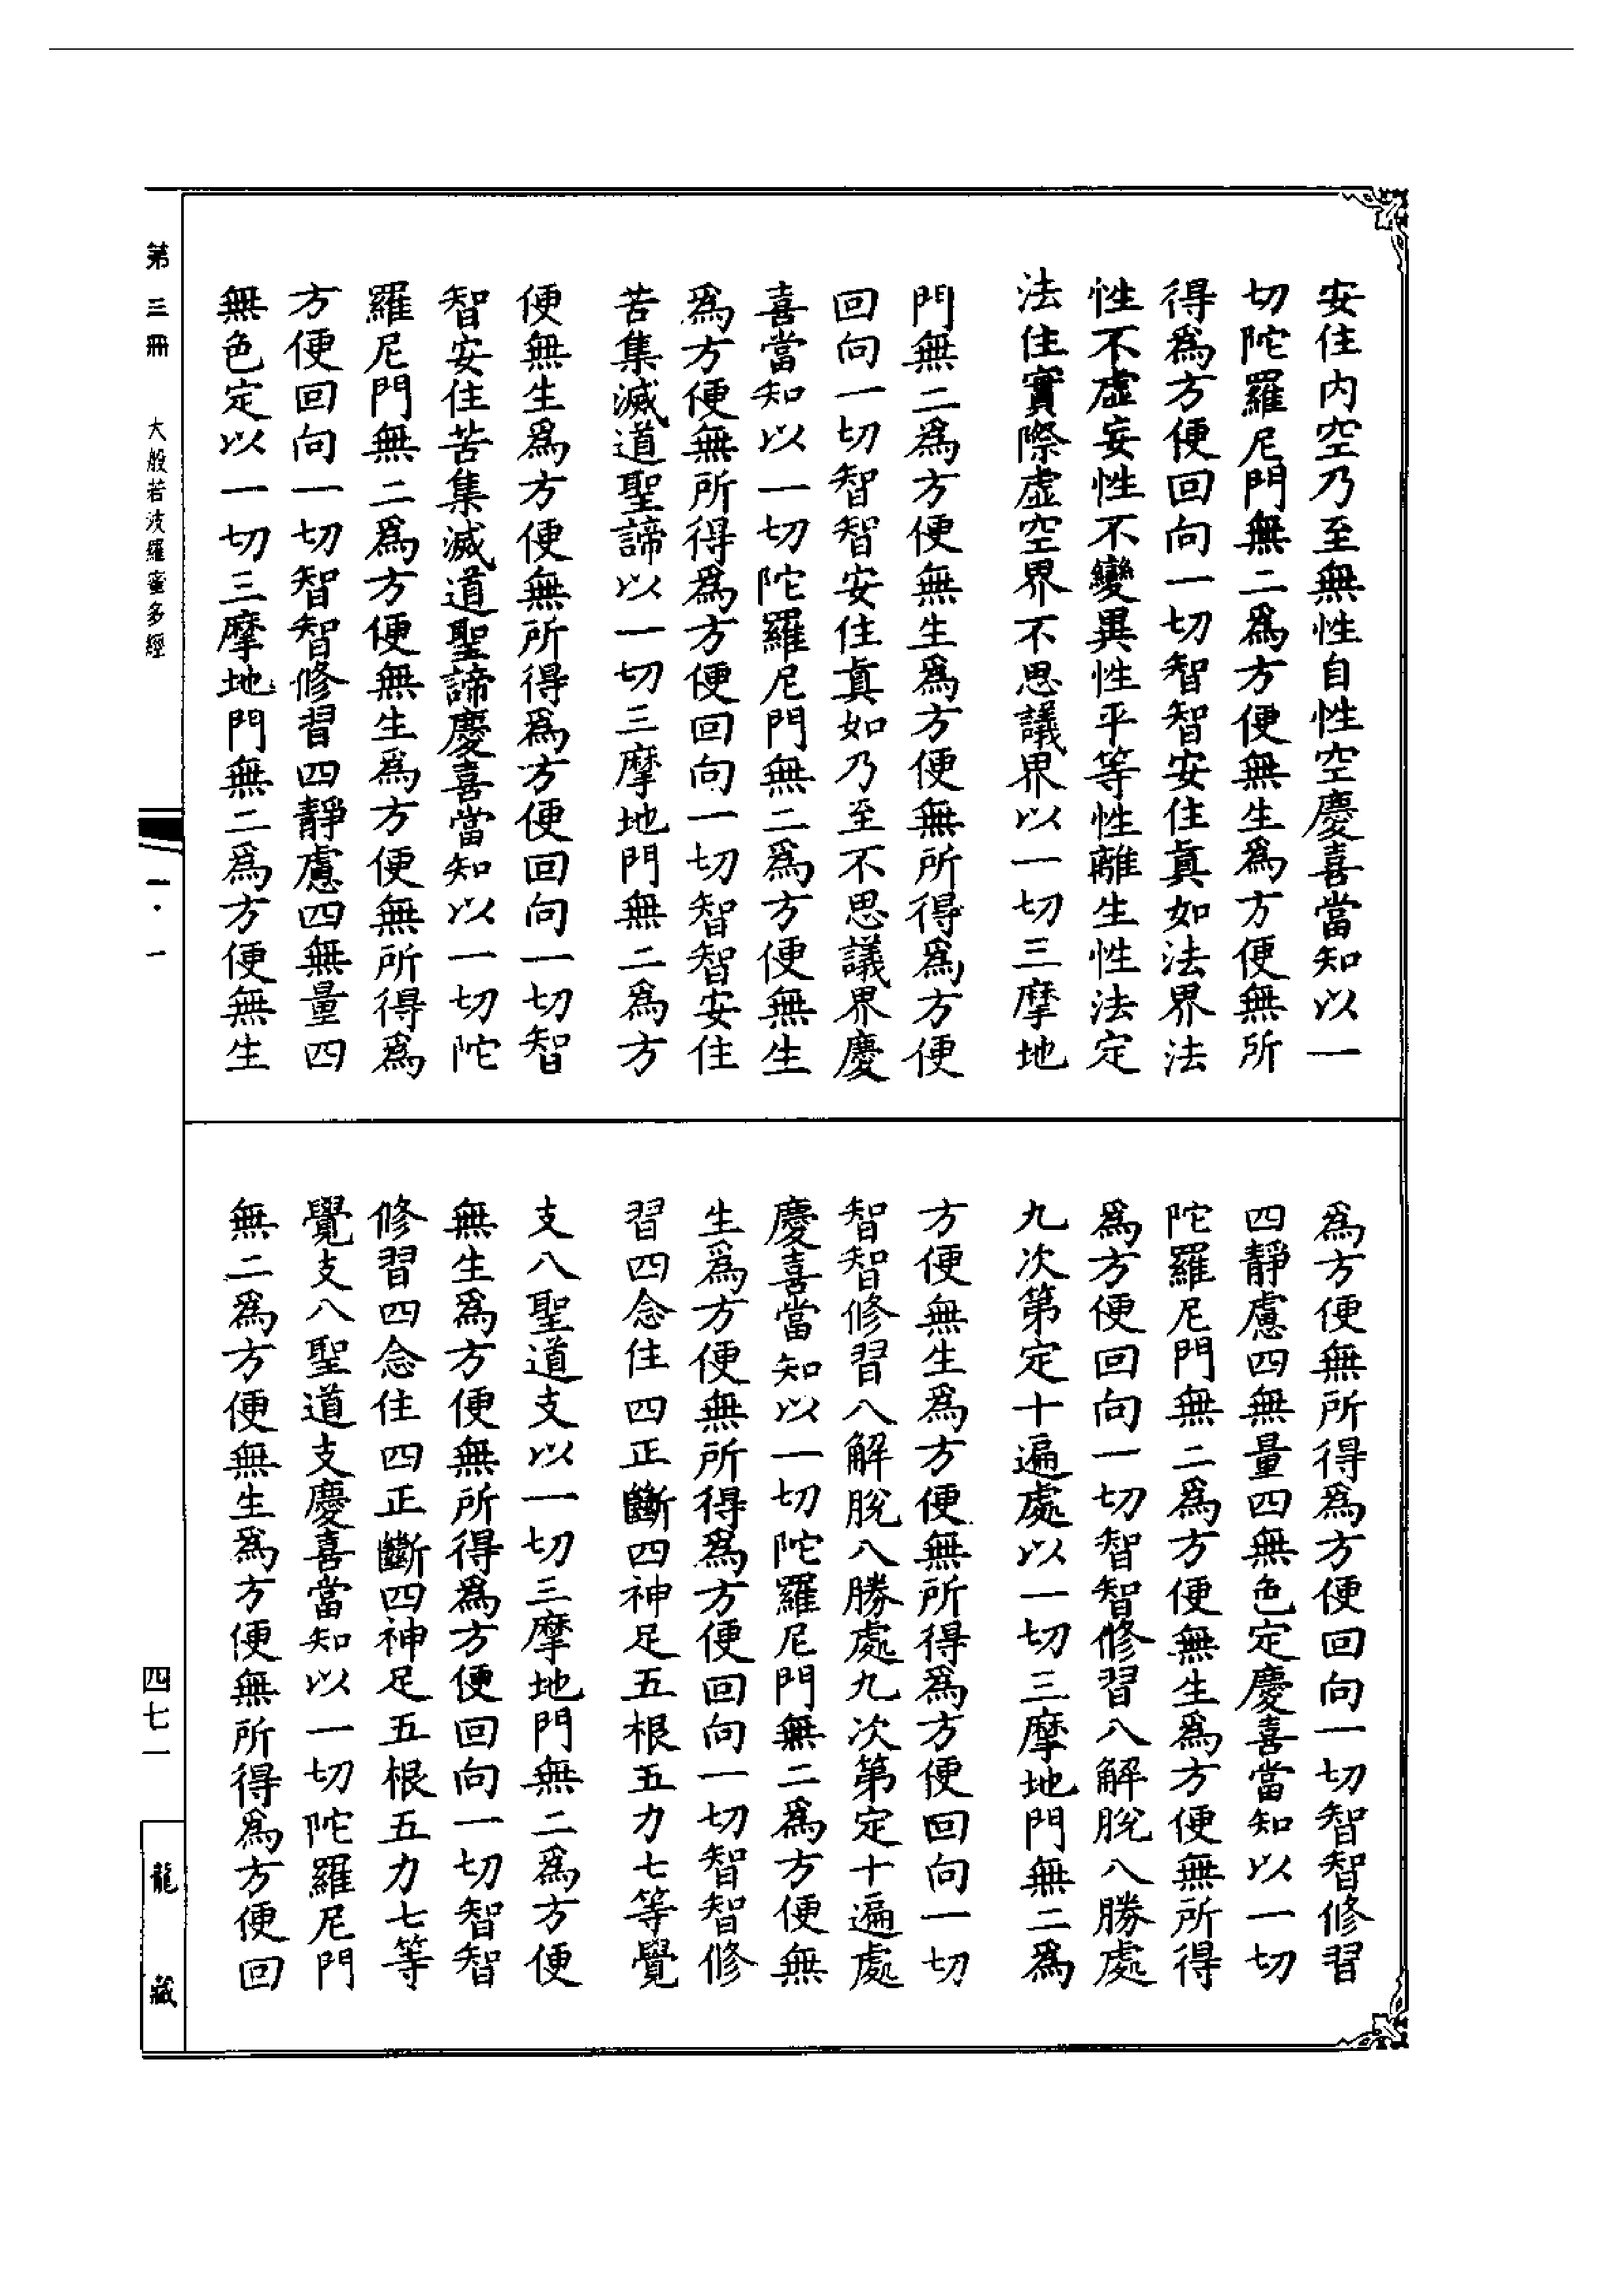 安住内空乃至無性自性空慶喜當知以一
切陀羅尼門無二爲方便無生爲方便無所
得爲方便回向一切智智安住真如法界法
性不虛妄性不變異性平等性離生性法定
法住實際虛空界不思議界以一切三摩地
門無二爲方便無生爲方便無所得爲方便
回向一切智智安住真如乃至不思議界慶
喜當知以一切陀羅尼門無二爲方便無生
爲方便無所得爲方便回向一切智智安住
苦集滅道聖諦以一切三摩地門無二爲方
便無生爲方便無所得爲方便回向一切智
智安住苦集滅道聖諦慶喜當知以一切陀
羅尼門無二爲方便無生爲方便無所得爲
方便回向一切智智修習四靜慮四無量四
無色定以一切三摩地門無二爲方便無生
爲方便無所得爲方便回向一切智智修習
四靜慮四無量四無色定慶喜當知以一切
陀羅尼門無二爲方便無生爲方便無所得
爲方便回向一切智智修習八解脫八勝處
九次第定十遍處以一切三摩地門無二爲
方便無生爲方便無所得爲方便回向一切
智智修習八解脫八勝處九次第定十遍處
慶喜當知以一切陀羅尼門無二爲方便無
生爲方便無所得爲方便回向一切智智修
習四念住四正斷四神足五根五力七等覺
支八聖道支以一切三摩地門無二爲方便
無生爲方便無所得爲方便回向一切智智
修習四念住四正斷四神足五根五力七等
覺支八聖道支慶喜當知以一切陀羅尼門
無二爲方便無生爲方便無所得爲方便回
第三冊 大般若波羅蜜多經 一·一 四七一 龍藏